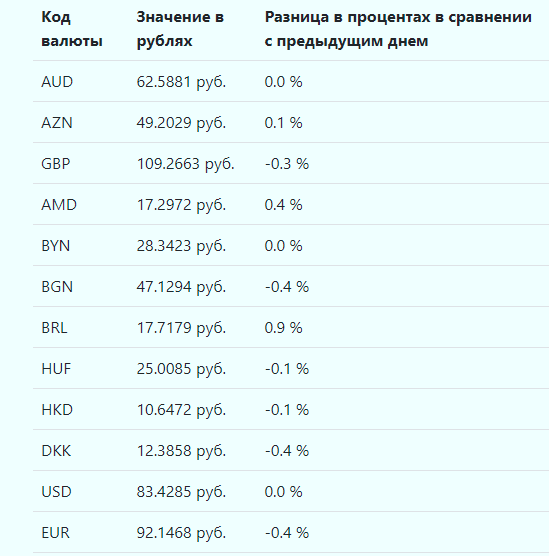 Код валюты Значение в рублях Разница в процентах в сравнении с предыдущим днем
AUD 62.5881 руб. 0.0 %
AZN 49.2029 руб. 0.1 %
GBP 109.2663 руб. -0.3 %
AMD 17.2972 руб. 0.4 %
BYN 28.3423 руб. 0.0 %
BGN 47.1294 руб. -0.4 %
BRL 17.7179 руб. 0.9 %
HUF 25.0085 руб. -0.1 %
HKD 10.6472 руб. -0.1 %
DKK 12.3858 руб. -0.4 %
USD 83.4285 руб. 0.0 %
EUR 92.1468 руб. -0.4 %